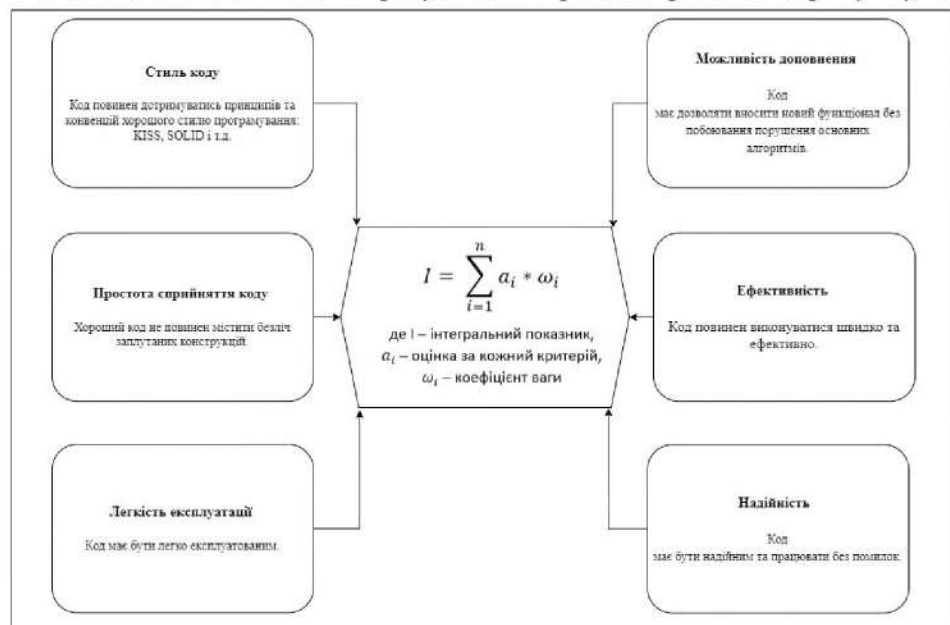 Стиль коду
Код повинен дотримуватись принципів та
конвенцій хорошого стилю програмування:
KISS, SOLID і т.д.
Можливість доповнення
Код
має дозволяти вносити новий функціонал без
побоювання порушення основних
алгоритмів.
Простота сприйняття коду
Хороший код не повинен містити безліч
заплутаних конструкцій.
I = ∑ a_i * ω_i
n
i=1
де I – інтегральний показник,
a_i – оцінка за кожний критерій,
ω_i – коефіцієнт ваги
Ефективність
Код повинен виконуватися швидко та
ефективно.
Легкість експлуатації
Код має бути легко експлуатованим.
Надійність
Код
має бути надійним та працювати без помилок.